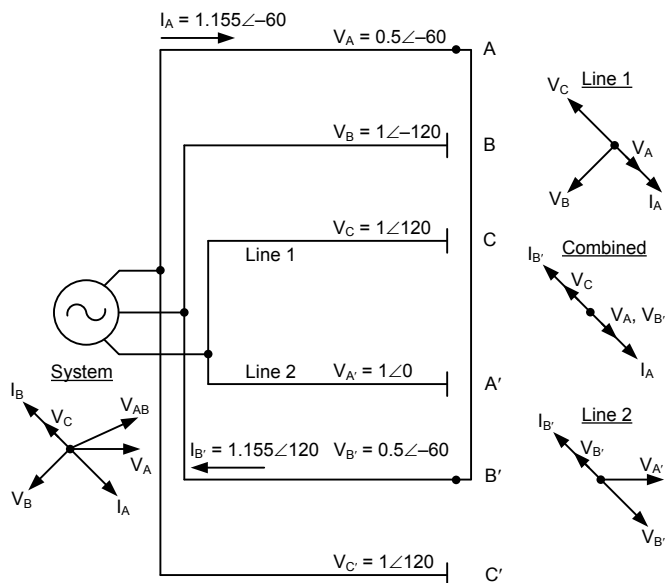 I_A = 1.155∠–60
V_A = 0.5∠–60
A
Line 1
V_C
V_A
V_B
I_A
V_B = 1∠–120
B
V_C = 1∠120
C
Line 1
Combined
I_B′
V_C
V_A, V_B′
I_A
System
I_B
V_C
V_AB
V_A
V_B
I_A
Line 2
V_A′ = 1∠0
A′
I_B′ = 1.155∠120
V_B′ = 0.5∠–60
B′
Line 2
I_B′
V_B′
V_A′
V_B′
V_C′ = 1∠120
C′